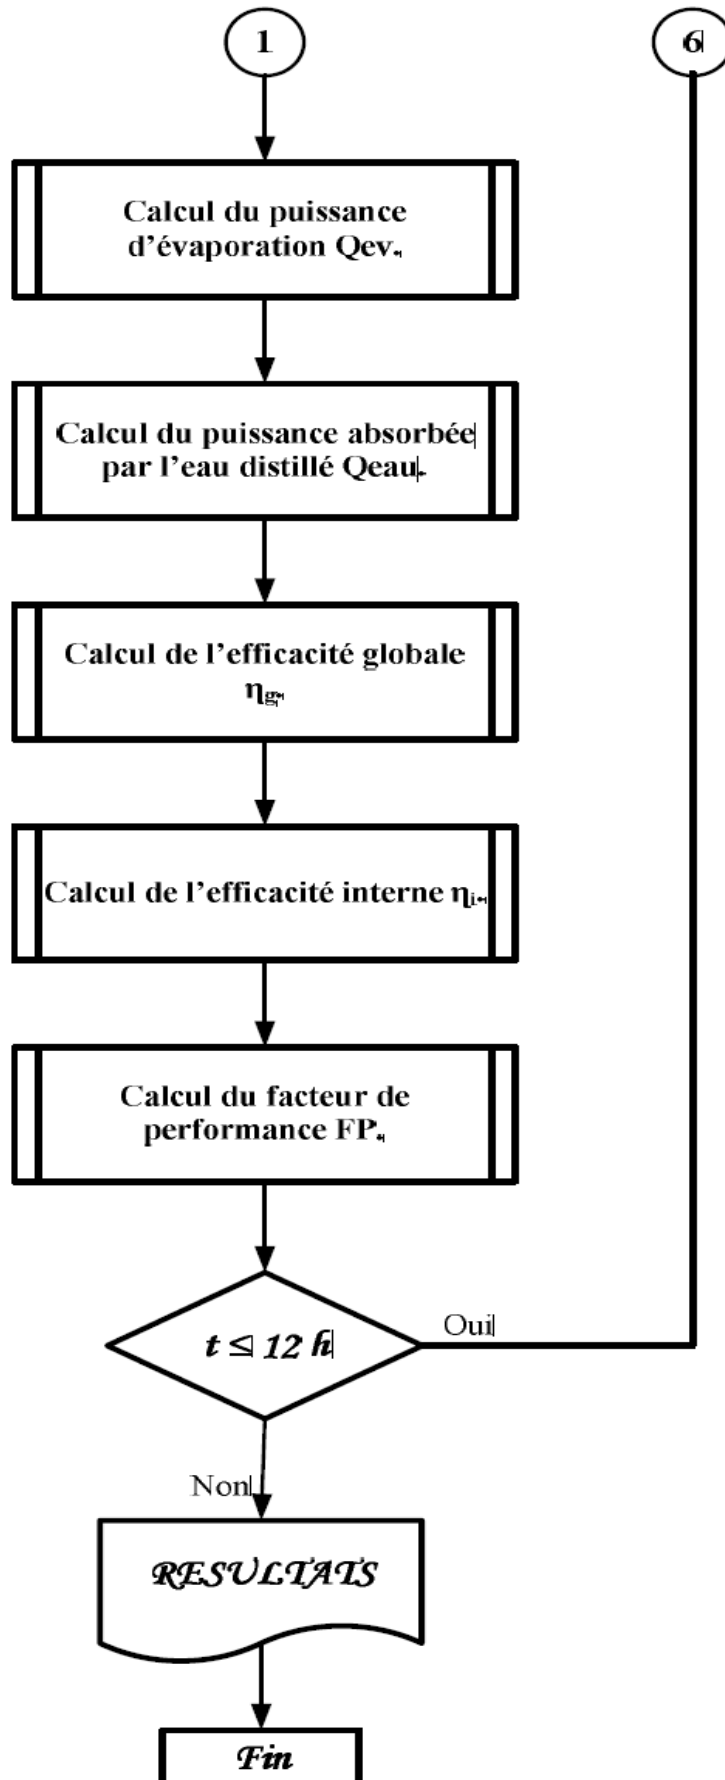 1
6
Calcul du puissance
d'évaporation Qev
Calcul du puissance absorbée
par l'eau distillé Qeau
Calcul de l'efficacité globale
ηg
Calcul de l'efficacité interne ηi
Calcul du facteur de
performance FP
t ≤ 12 h
Oui
Non
RESULTATS
Fin